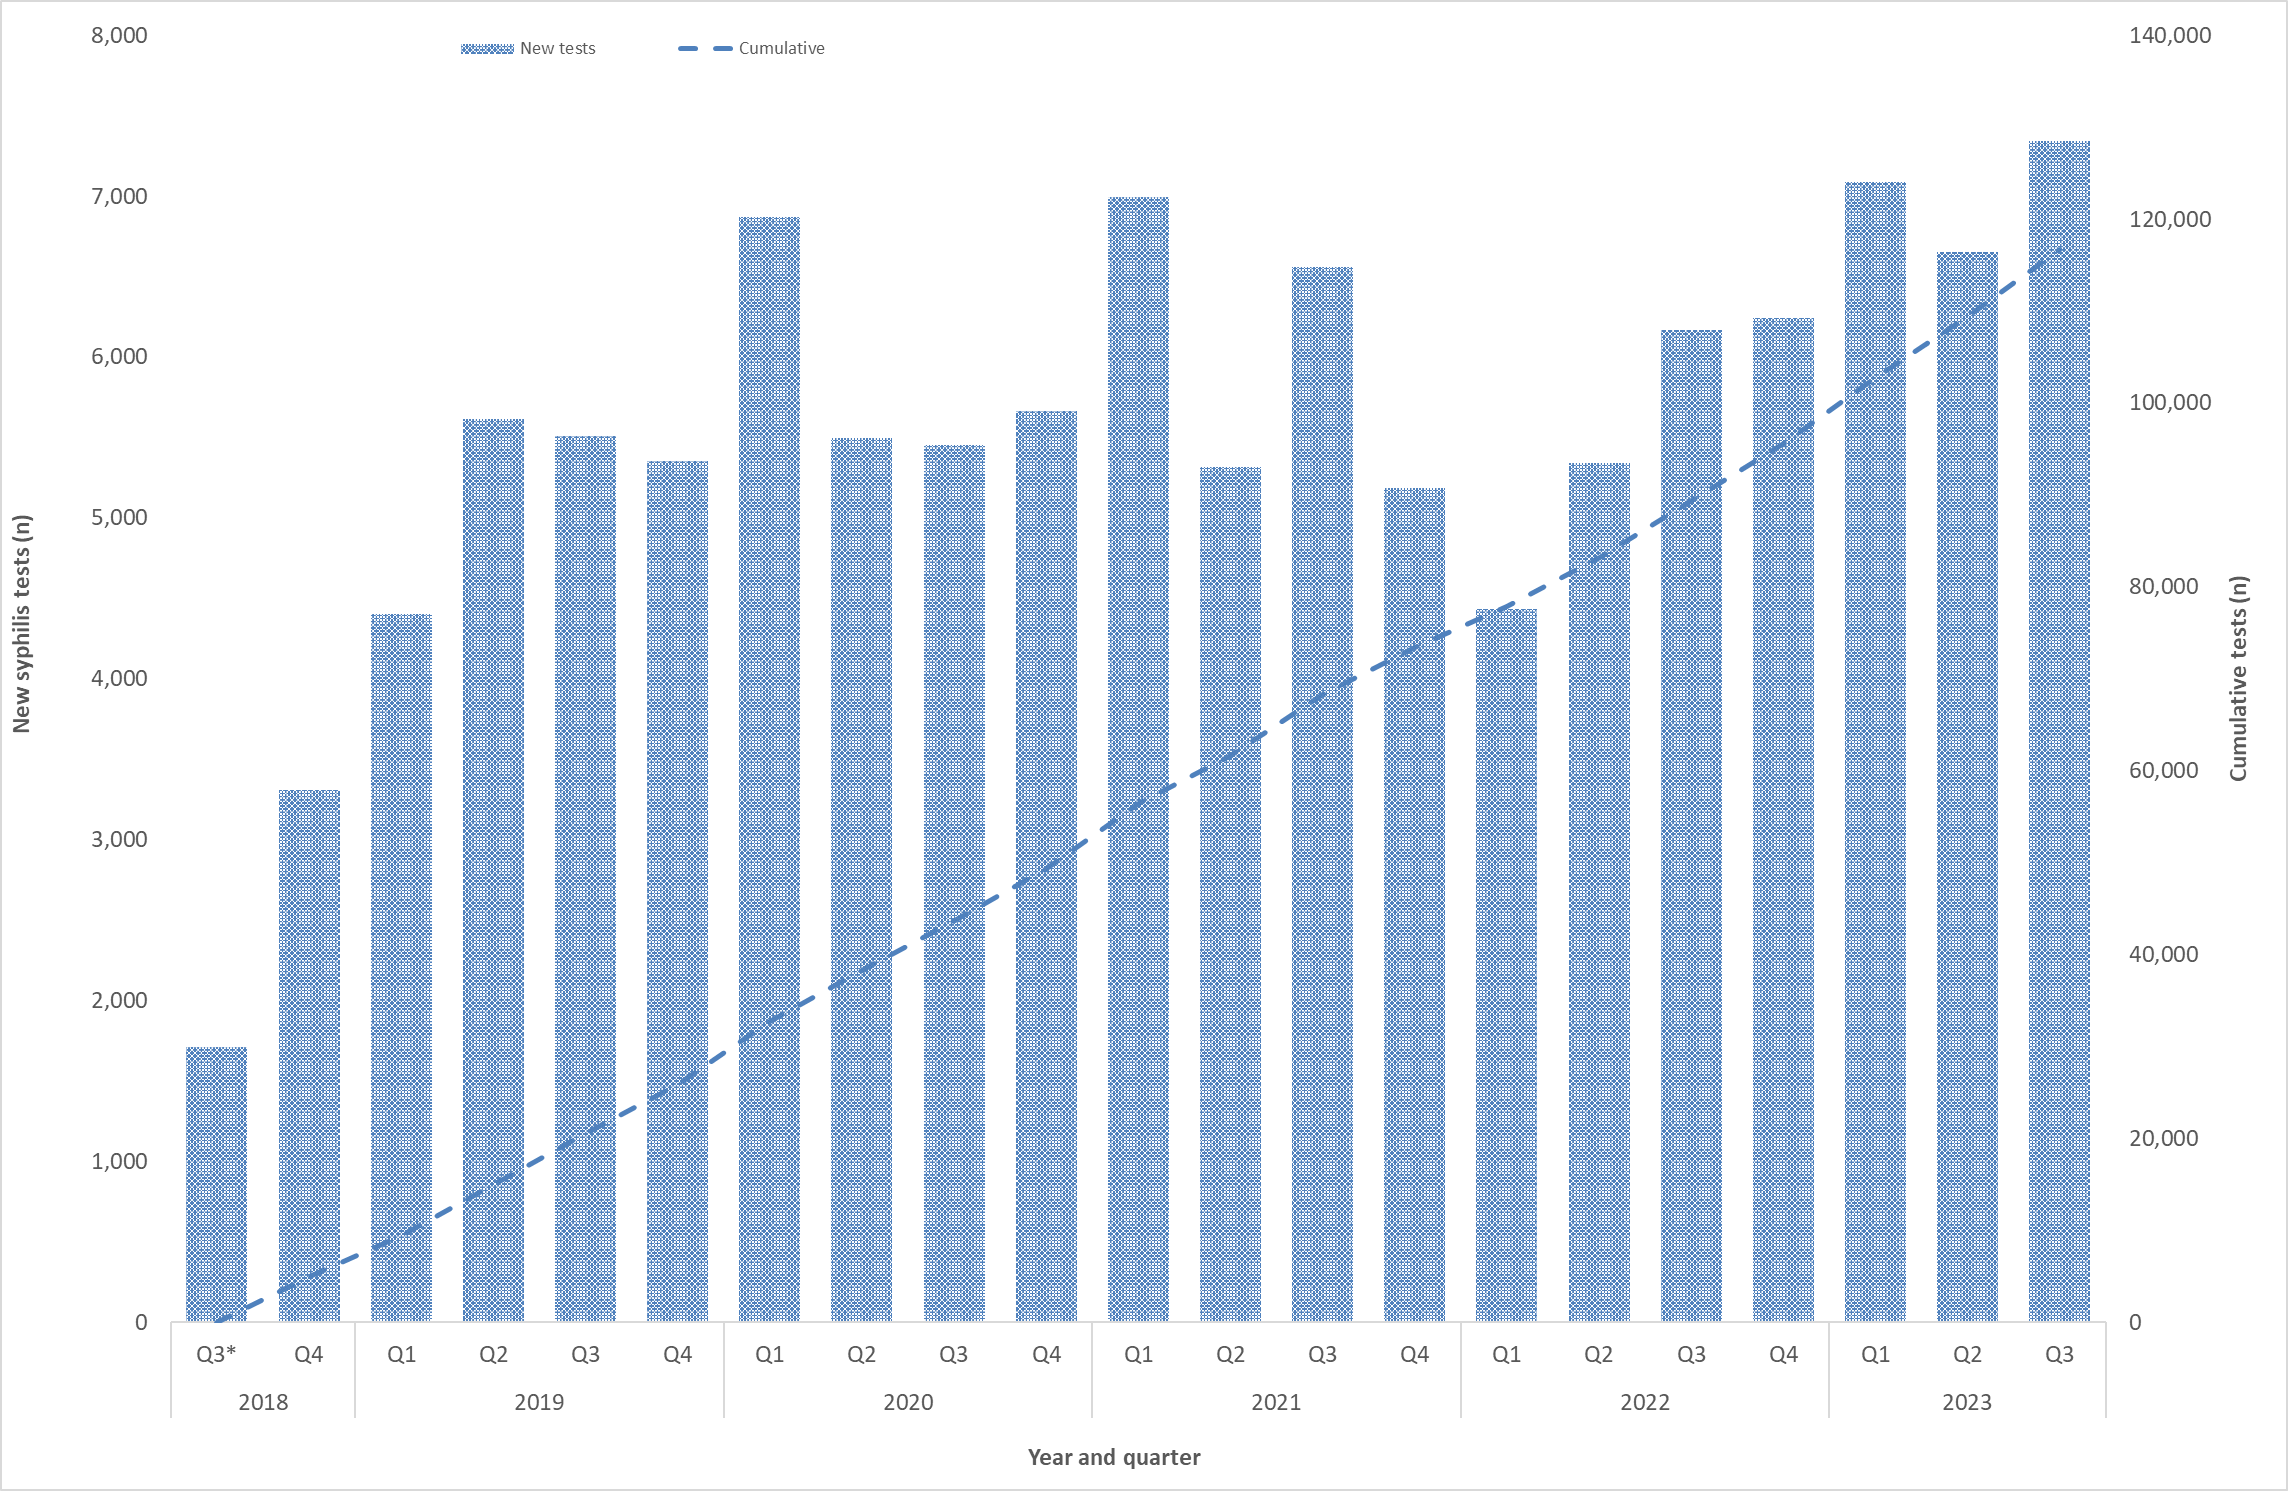 New tests
Cumulative
8,000
7,000
6,000
5,000
4,000
3,000
2,000
1,000
0
New syphilis tests (n)
140,000
120,000
100,000
80,000
60,000
40,000
20,000
0
Cumulative tests (n)
Q3* Q4 Q1 Q2 Q3 Q4 Q1 Q2 Q3 Q4 Q1 Q2 Q3 Q4 Q1 Q2 Q3 Q4 Q1 Q2 Q3
2018 2019 2020 2021 2022 2023
Year and quarter